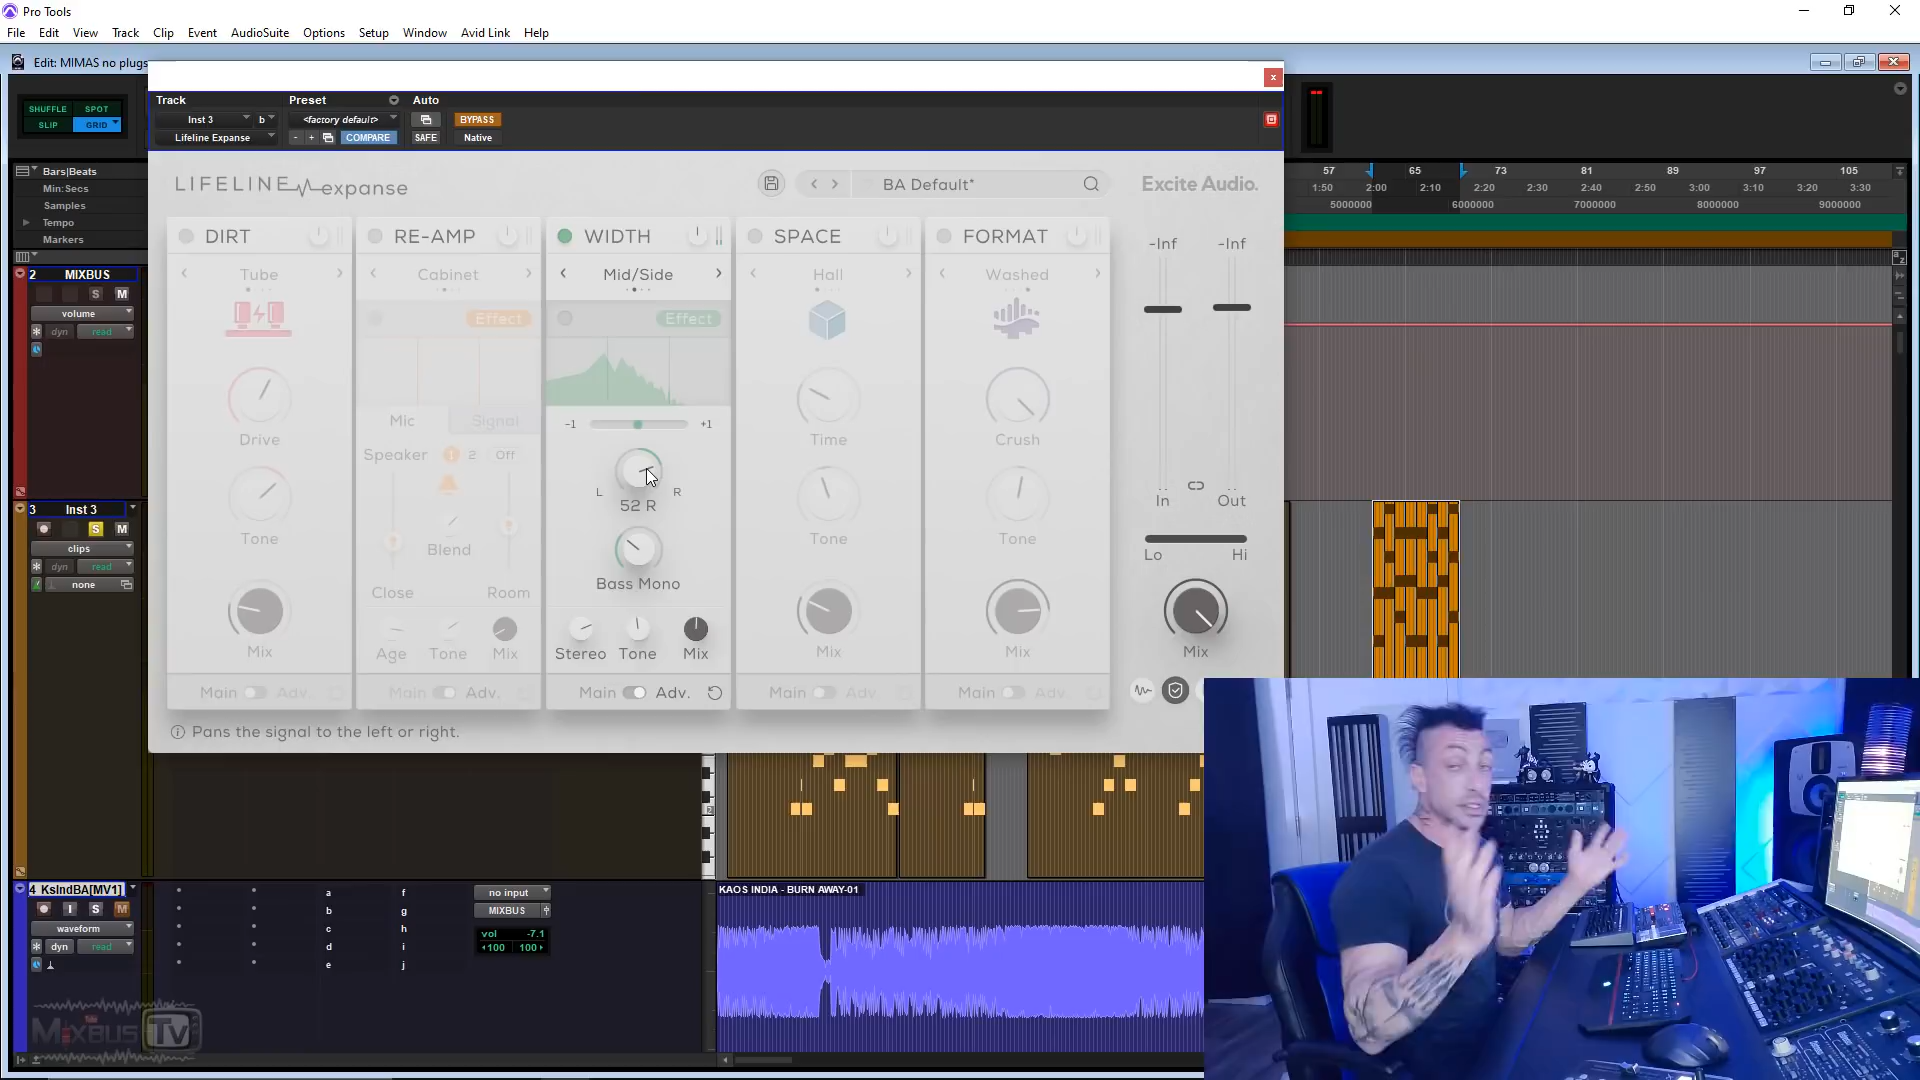 Pro Tools
File Edit View Track Clip Event AudioSuite Options Setup Window Avid Link Help
Edit: MIMAS no plugs
Track Preset Auto
Inst 3 b <factory default> BYPASS
Lifeline Expanse - + COMPARE SAFE Native
SHUFFLE SPOT
SLIP GRID
LIFELINE expanse BA Default* Excite Audio.
Bars|Beats 57 65 73 81 89 97 105
Min:Secs 1:50 2:00 2:10 2:20 2:30 2:40 2:50 3:00 3:10 3:20 3:30
Samples 5000000 6000000 7000000 8000000 9000000
Tempo
Markers
DIRT RE-AMP WIDTH SPACE FORMAT
-Inf -Inf
Tube Cabinet Mid/Side Hall Washed
Effect Effect
2 MIXBUS
S M
volume
dyn read
Mic Signal -1 +1
Drive Time Crush
Speaker 1 2 Off
L R
52 R
In Out
3 Inst 3
S M
clips
dyn read
none
Tone Blend Tone Tone
Lo Hi
Bass Mono
Close Room
Mix Age Tone Mix Stereo Tone Mix Mix Mix Mix
Main Adv. Main Adv. Main Adv. Main Adv. Main Adv.
Pans the signal to the left or right.
4 KsIndBA[MV1]
I S M
waveform
dyn read
a f
b g
c h
d i
e j
no input
MIXBUS
vol -7.1
100 100
KAOS INDIA - BURN AWAY-01
MIXBUS TV